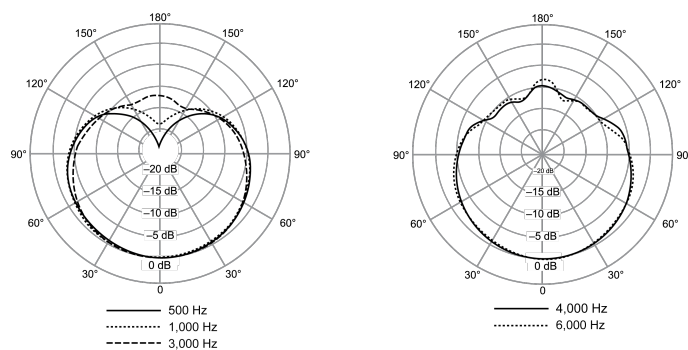 180°
150° 150°
120° 120°
90° 90°
–20 dB
–15 dB
–10 dB
–5 dB
60° 60°
0 dB
30° 30°
0
500 Hz
1,000 Hz
3,000 Hz
180°
150° 150°
120° 120°
90° 90
–20 dB
–15 dB
–10 dB
60° 60°
–5 dB
0 dB
30° 30°
0
4,000 Hz
6,000 Hz